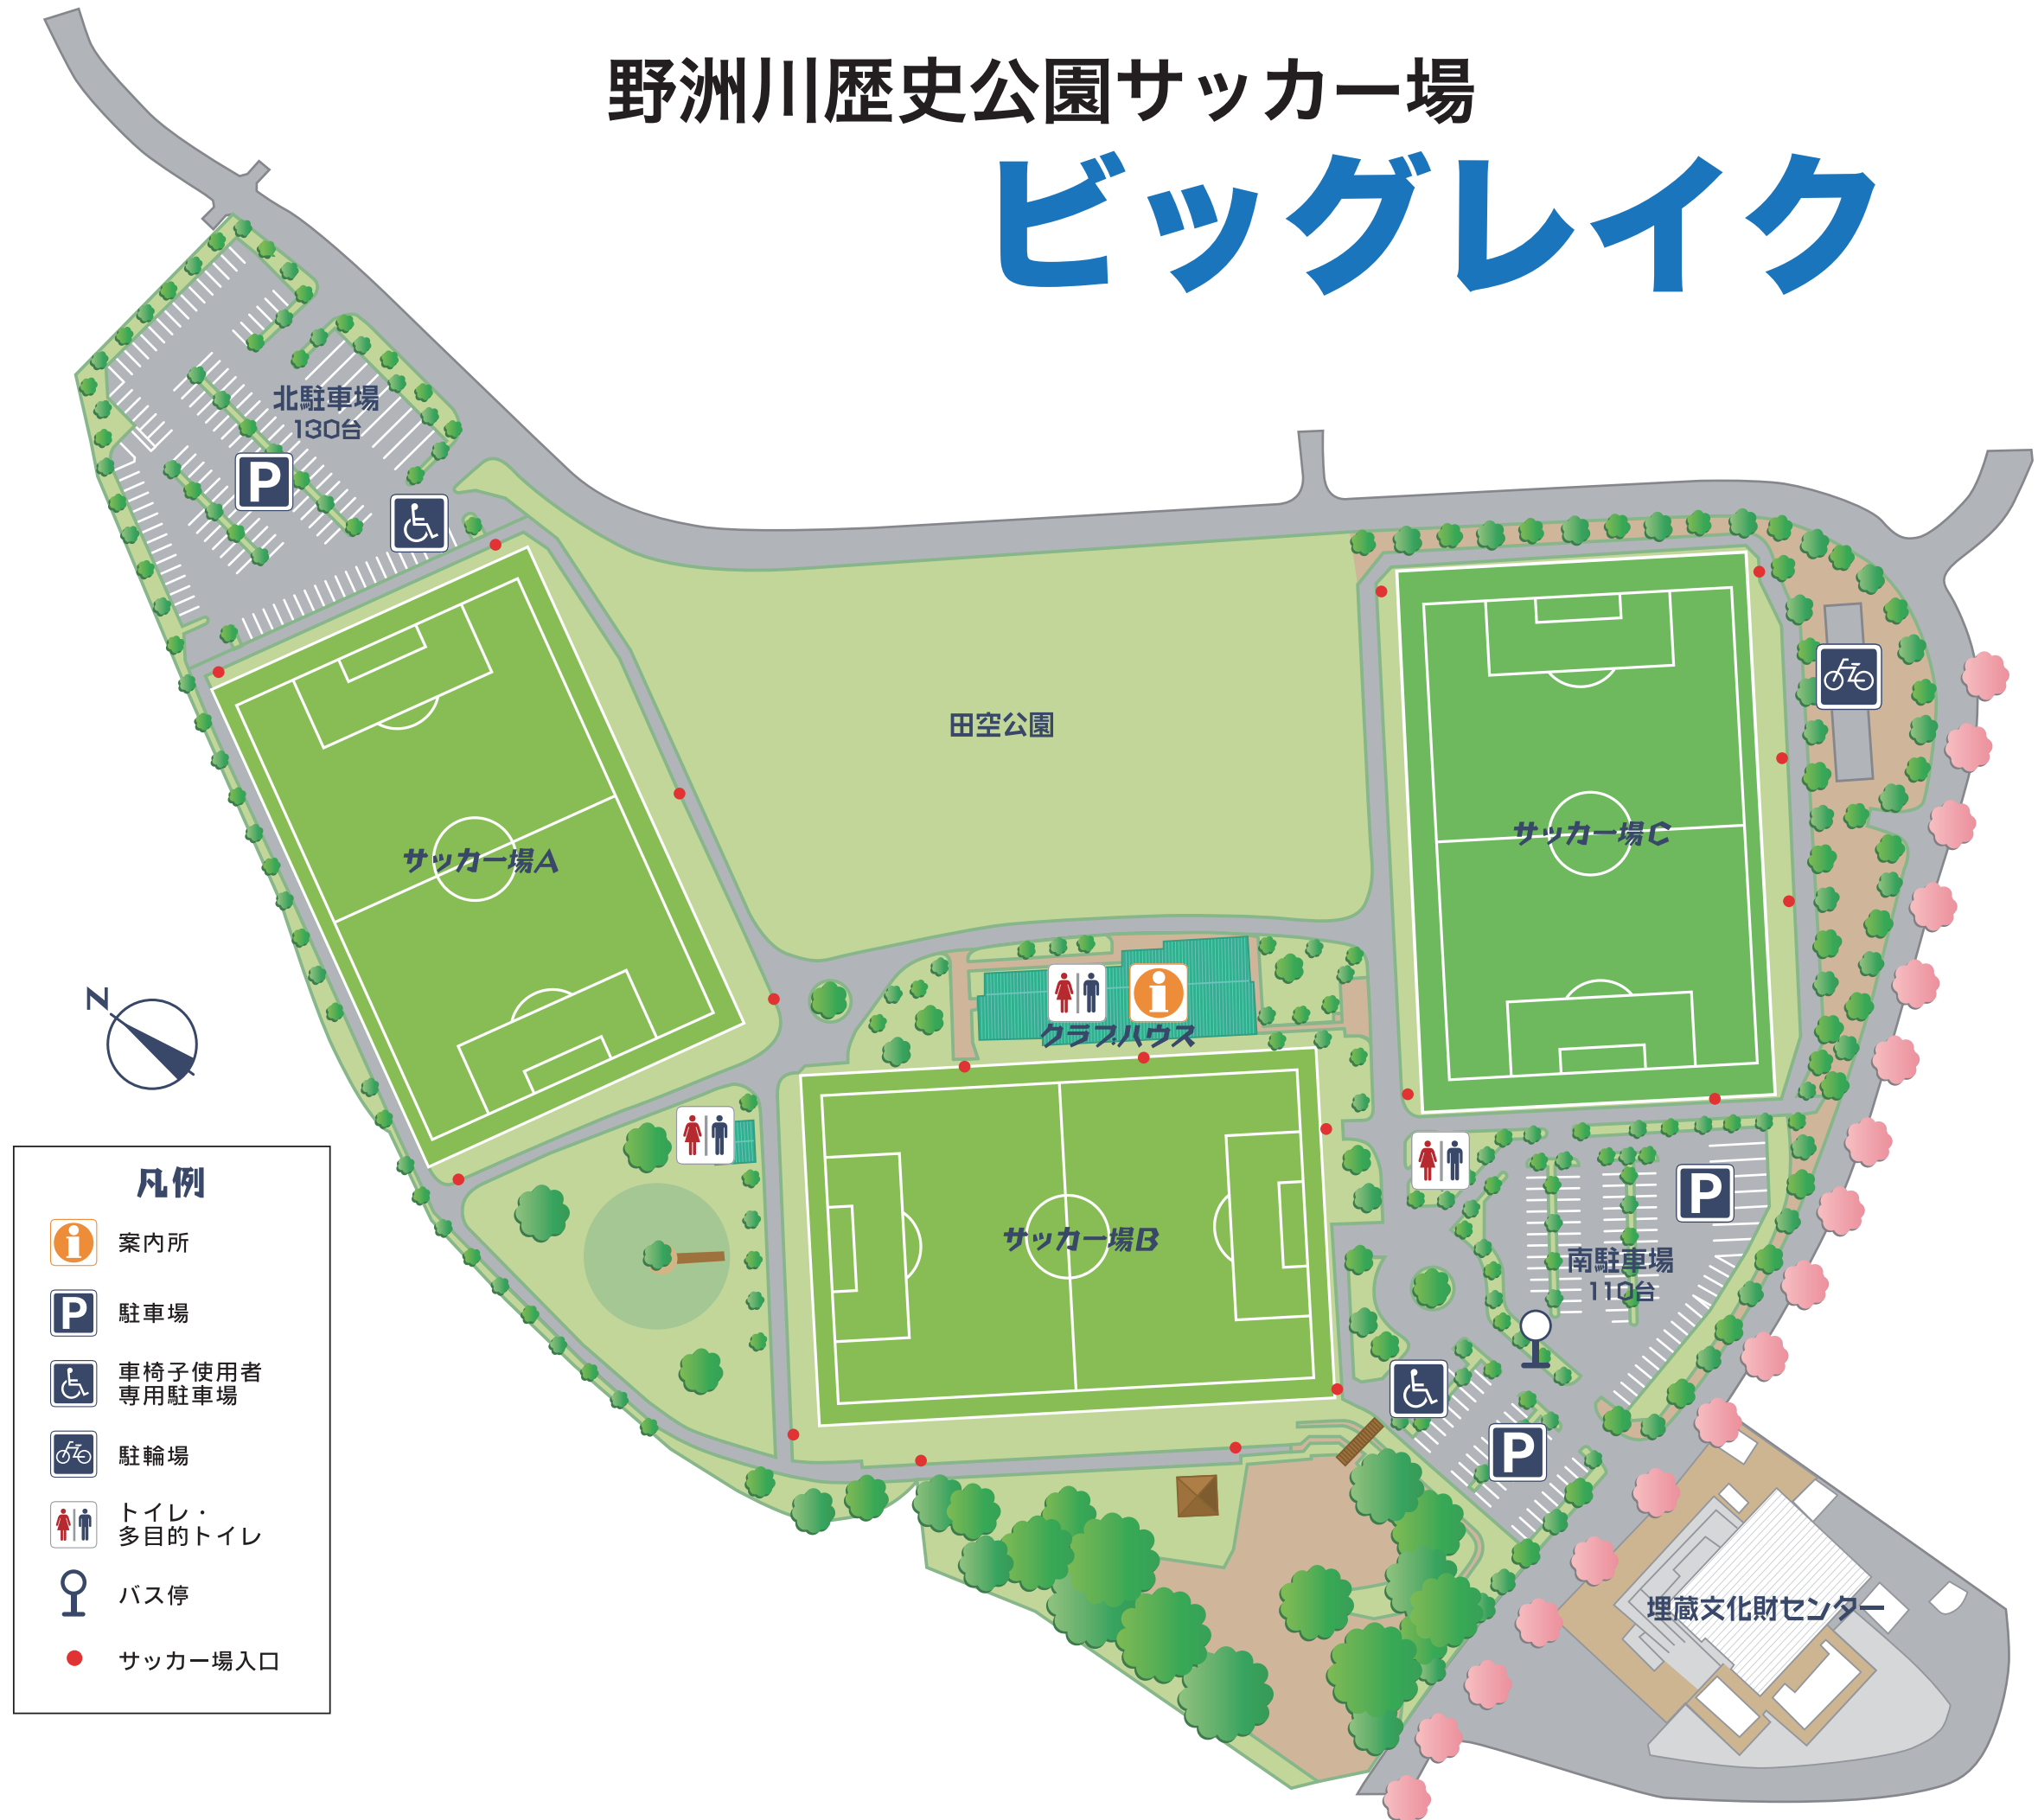 野洲川歴史公園サッカー場
ビッグレイク
北駐車場
130台
P
田空公園
サッカー場A
サッカー場C
クラブハウス
サッカー場B
P
南駐車場
110台
P
埋蔵文化財センター
N
凡例
案内所
P
駐車場
車椅子使用者
専用駐車場
駐輪場
トイレ・
多目的トイレ
バス停
サッカー場入口